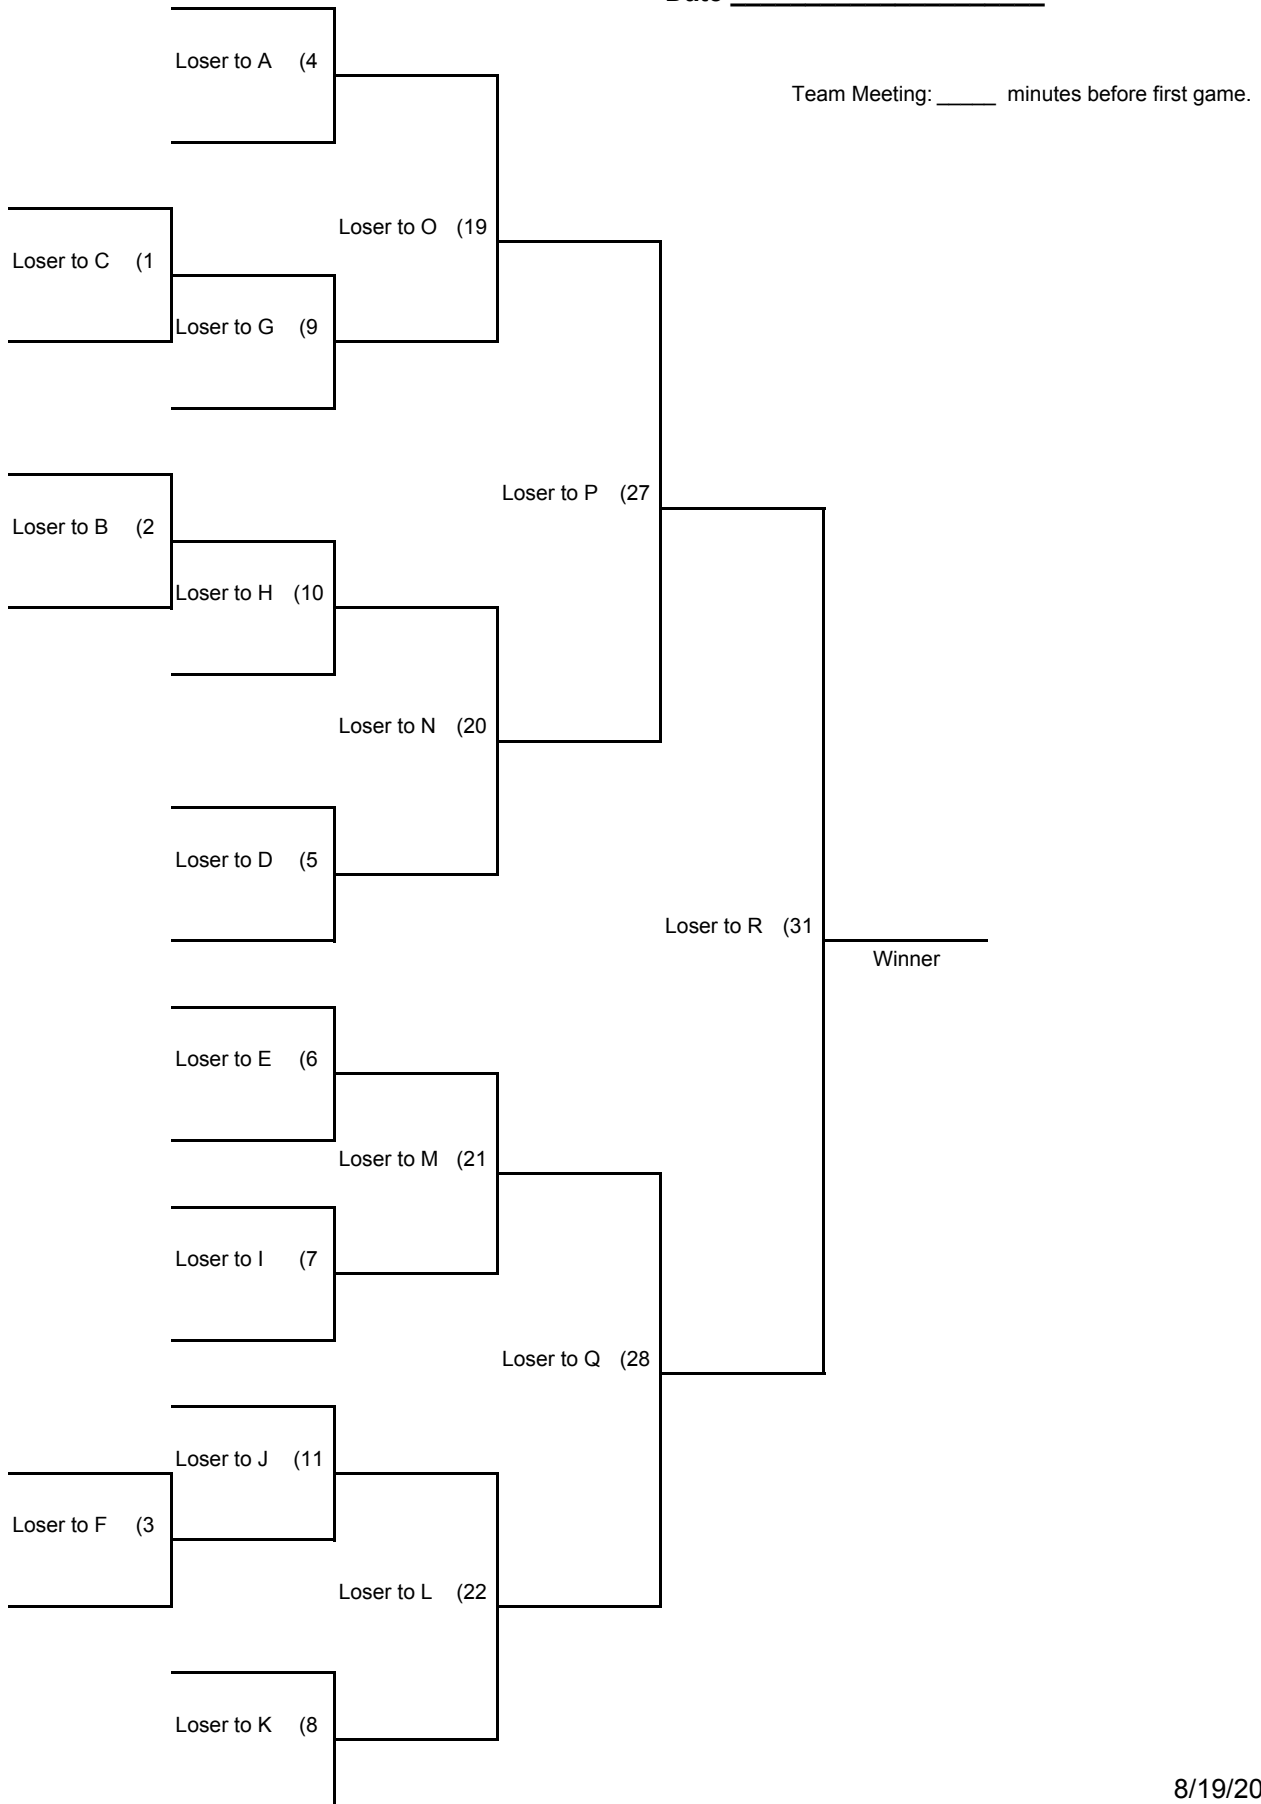 Loser to A (4
Team Meeting: _____ minutes before first game.
Loser to O (19
Loser to C (1
Loser to G (9
Loser to P (27
Loser to B (2
Loser to H (10
Loser to N (20
Loser to D (5
Loser to R (31
Winner
Loser to E (6
Loser to M (21
Loser to I (7
Loser to Q (28
Loser to J (11
Loser to F (3
Loser to L (22
Loser to K (8
8/19/20